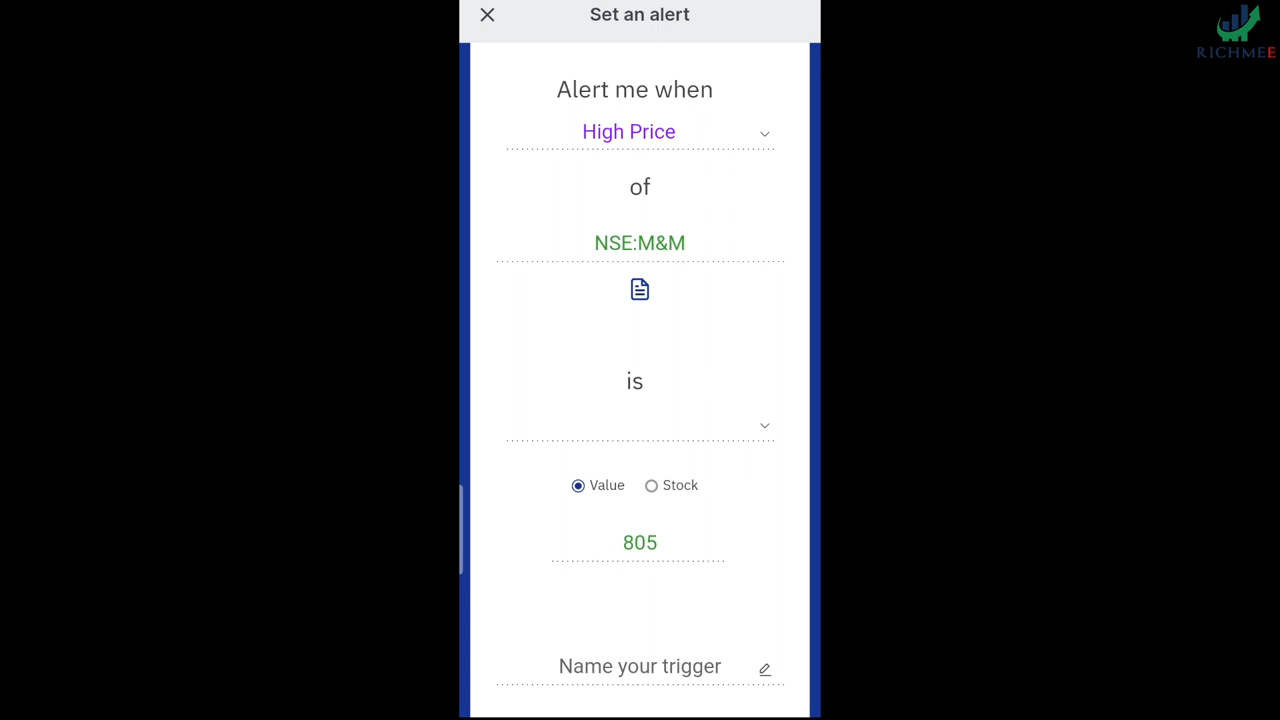 Set an alert
RICHMEE
Alert me when
High Price
of
NSE:M&M
is
Value Stock
805
Name your trigger